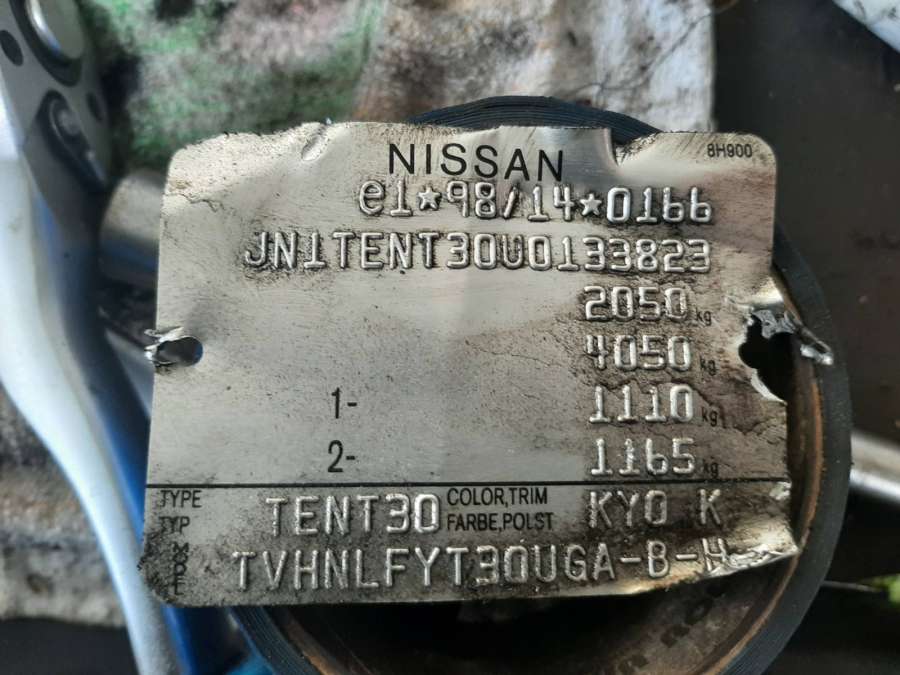 NISSAN
8H900
e1*98/14*0166
JN1TENT30U0133823
2050 kg
4050 kg
1- 1110 kg
2- 1165 kg
TYPE TYP TENT30 COLOR,TRIM FARBE,POLST KY0 K
TVHNLFYT30UGA-B-H